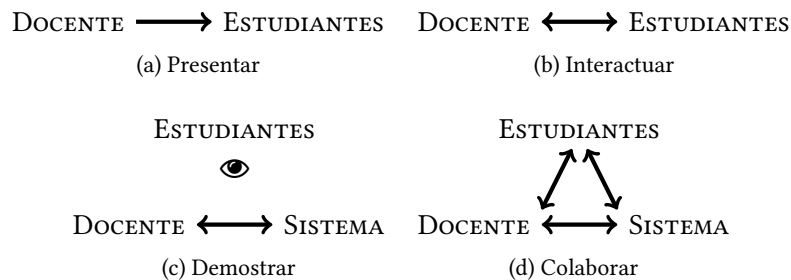 DOCENTE ESTUDIANTES
(a) Presentar
DOCENTE ESTUDIANTES
(b) Interactuar
ESTUDIANTES
DOCENTE SISTEMA
(c) Demostrar
ESTUDIANTES
DOCENTE SISTEMA
(d) Colaborar